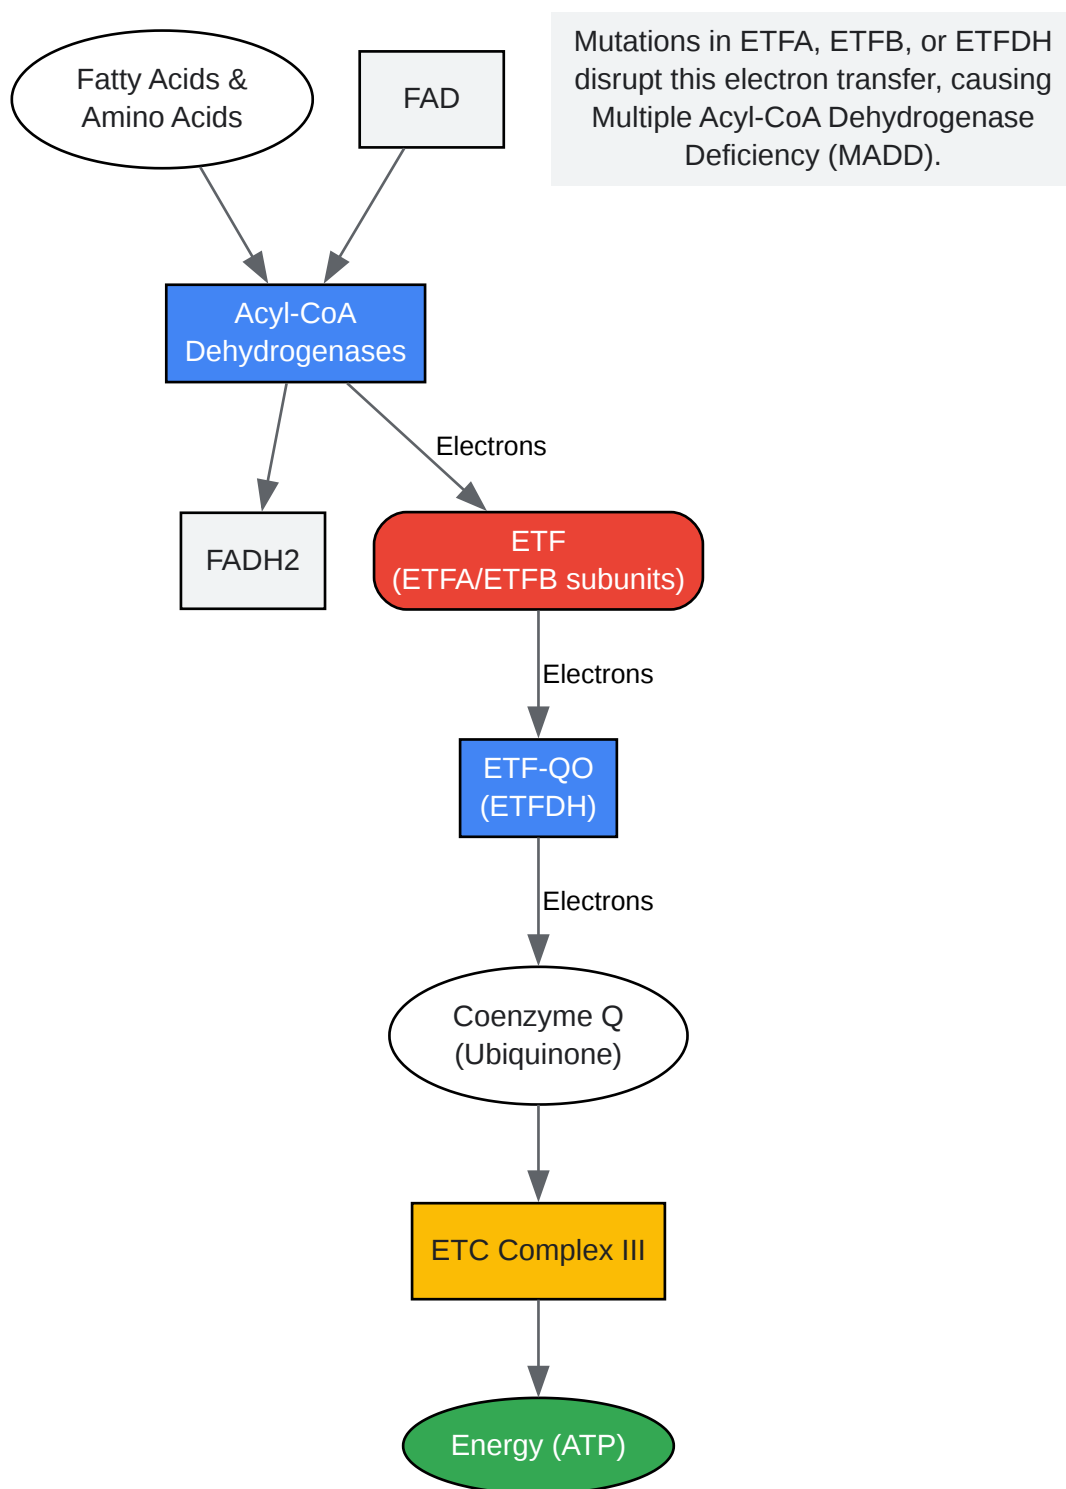 Fatty Acids &
Amino Acids
FAD
Mutations in ETFA, ETFB, or ETFDH
disrupt this electron transfer, causing
Multiple Acyl-CoA Dehydrogenase
Deficiency (MADD).
Acyl-CoA
Dehydrogenases
Electrons
FADH2
ETF
(ETFA/ETFB subunits)
Electrons
ETF-QO
(ETFDH)
Electrons
Coenzyme Q
(Ubiquinone)
ETC Complex III
Energy (ATP)